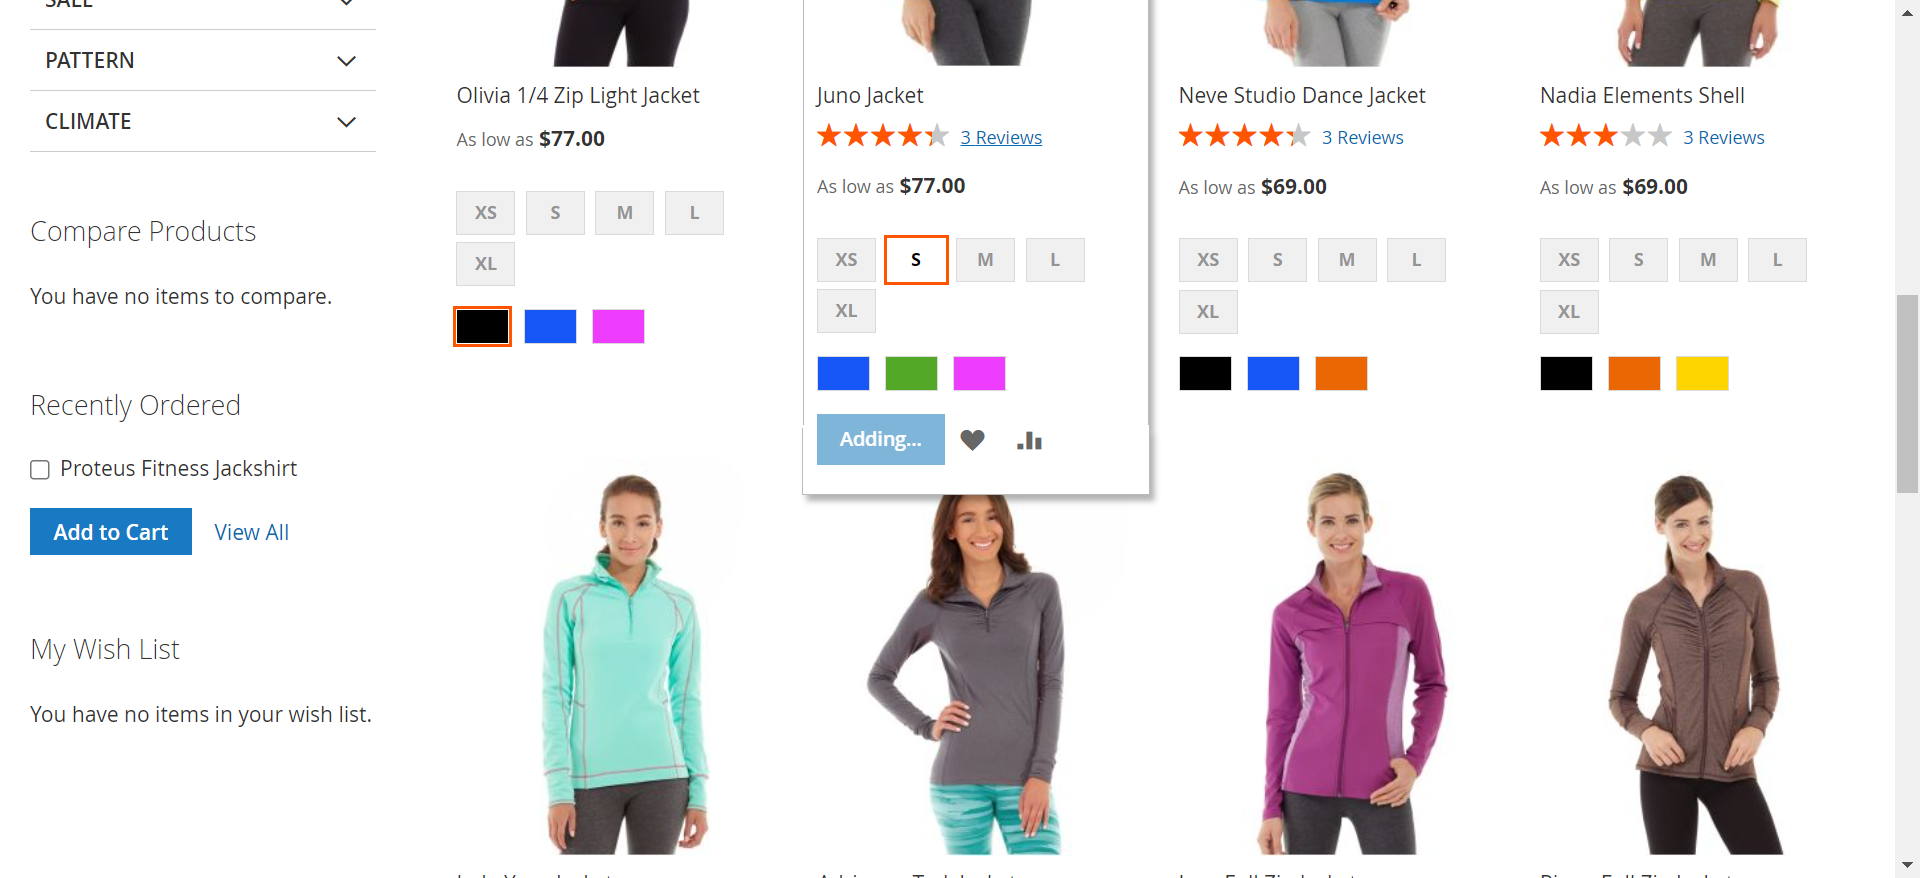 SALE
PATTERN
CLIMATE
Compare Products
You have no items to compare.
Recently Ordered
Proteus Fitness Jackshirt
Add to Cart
View All
My Wish List
You have no items in your wish list.
Olivia 1/4 Zip Light Jacket
As low as $77.00
XS
S
M
L
XL
Juno Jacket
3 Reviews
As low as $77.00
XS
S
M
L
XL
Adding...
Neve Studio Dance Jacket
3 Reviews
As low as $69.00
XS
S
M
L
XL
Nadia Elements Shell
3 Reviews
As low as $69.00
XS
S
M
L
XL